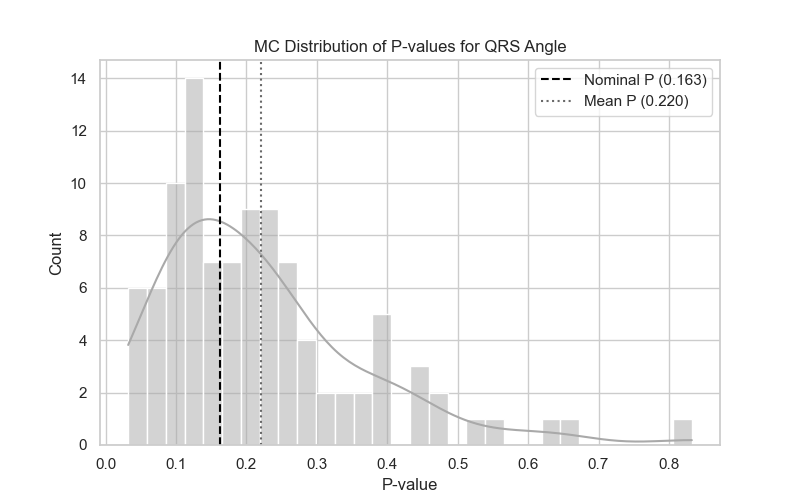 MC Distribution of P-values for QRS Angle
Nominal P (0.163)
Mean P (0.220)
Count
14
12
10
8
6
4
2
0
0.0 0.1 0.2 0.3 0.4 0.5 0.6 0.7 0.8
P-value